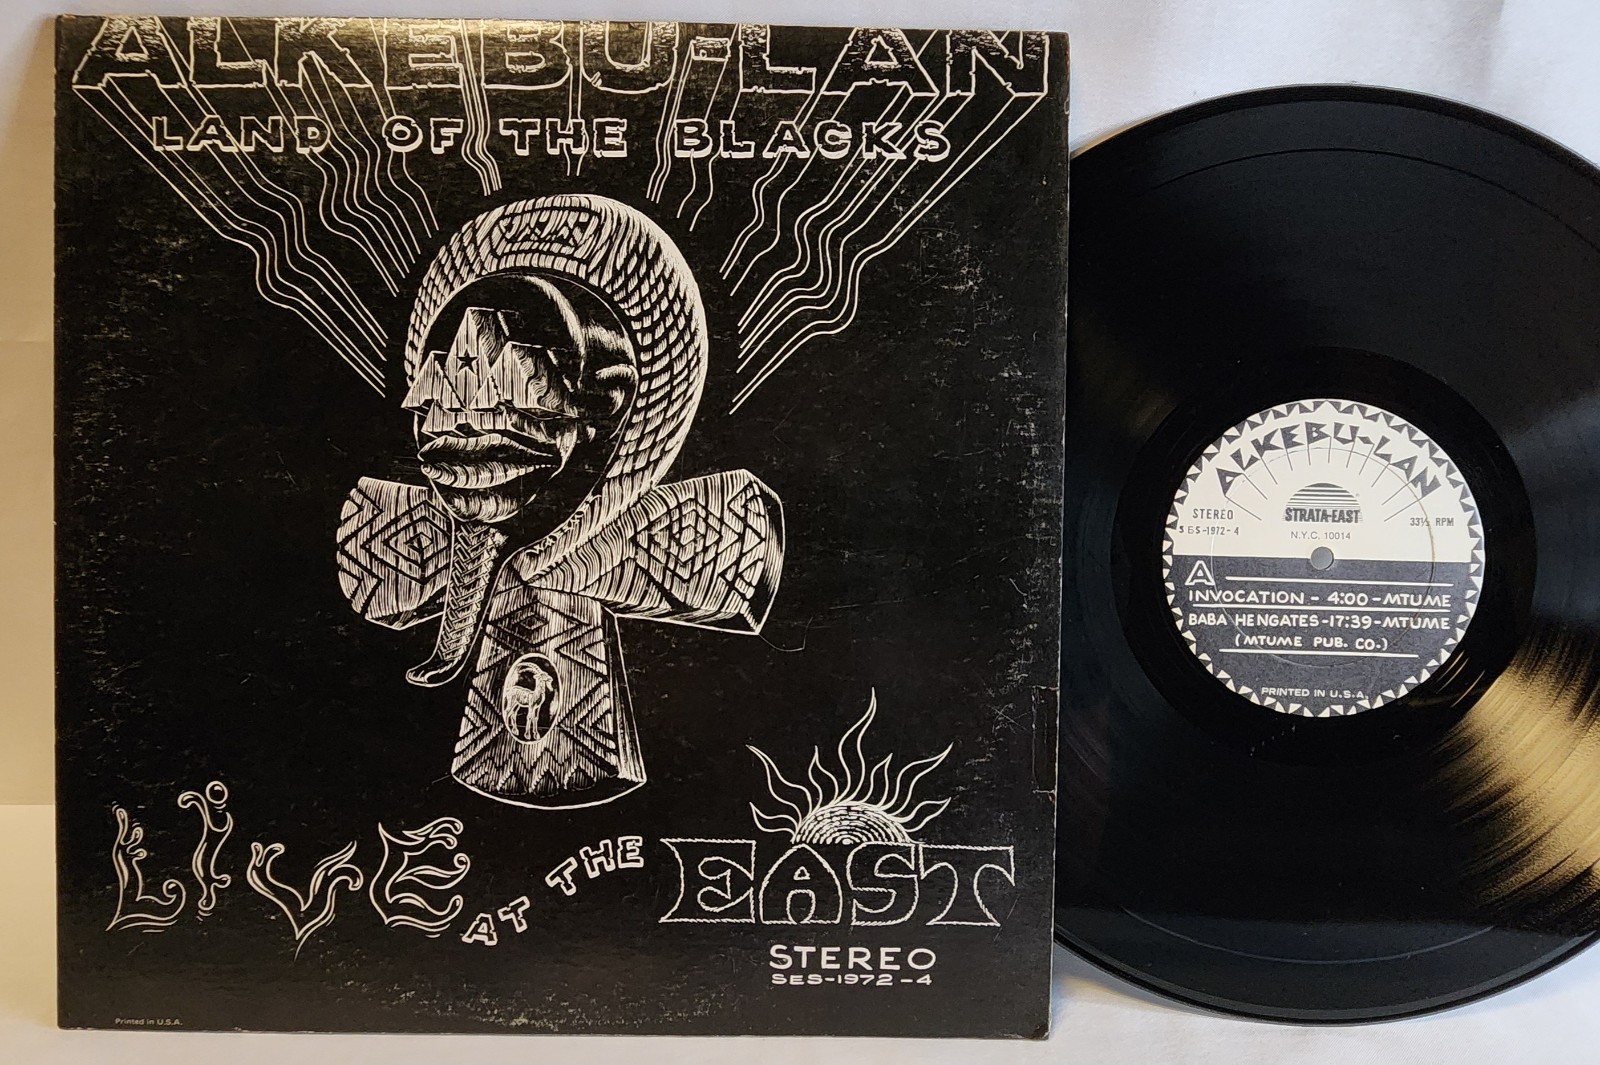 ALKEBU-LAN
LAND OF THE BLACKS
LIVE AT THE EAST
STEREO
SES-1972-4
Printed in U.S.A.
ALKEBU-LAN
STRATA-EAST
N.Y.C. 10014
STEREO
SES-1972-4
33⅓ RPM
A
INVOCATION - 4:00 - MTUME
BABA HENGATES - 17:39 - MTUME
(MTUME PUB. CO.)
PRINTED IN U.S.A.